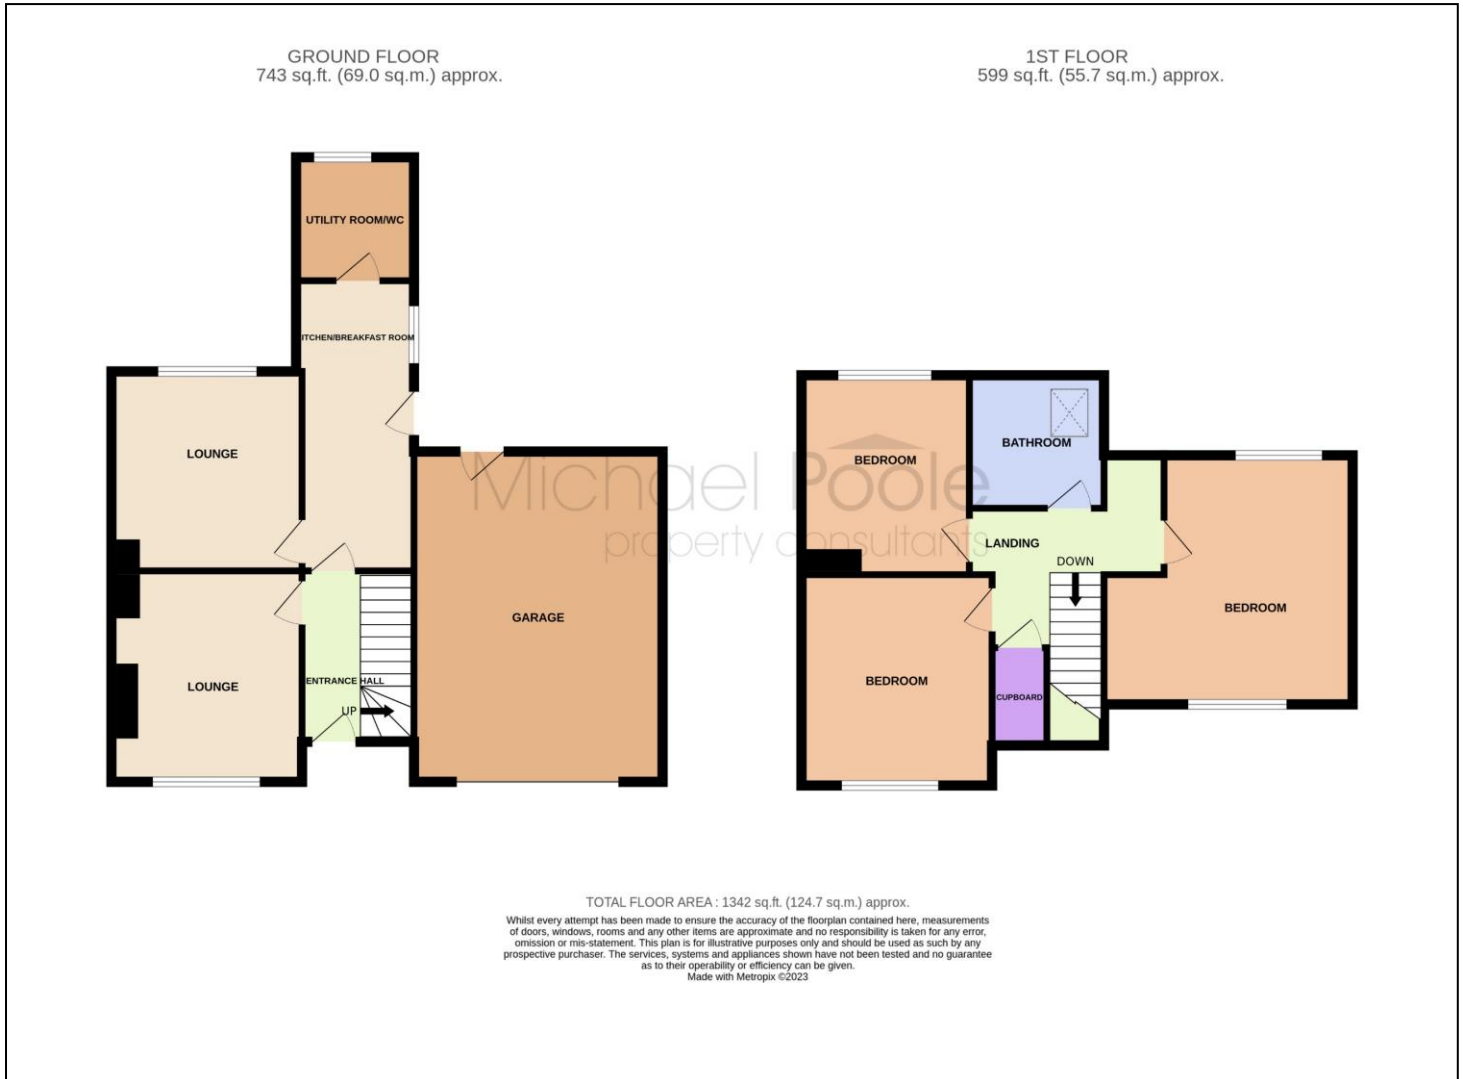 GROUND FLOOR
743 sq.ft. (69.0 sq.m.) approx.
1ST FLOOR
599 sq.ft. (55.7 sq.m.) approx.
UTILITY ROOM/WC
ITCHEN/BREAKFAST ROOM
LOUNGE
GARAGE
LOUNGE
ENTRANCE HALL
UP
BEDROOM
BATHROOM
LANDING
DOWN
BEDROOM
BEDROOM
CUPBOARD
Michael Poole
property consultants
TOTAL FLOOR AREA : 1342 sq.ft. (124.7 sq.m.) approx.
Whilst every attempt has been made to ensure the accuracy of the floorplan contained here, measurements
of doors, windows, rooms and any other items are approximate and no responsibility is taken for any error,
omission or mis-statement. This plan is for illustrative purposes only and should be used as such by any
prospective purchaser. The services, systems and appliances shown have not been tested and no guarantee
as to their operability or efficiency can be given.
Made with Metropix ©2023